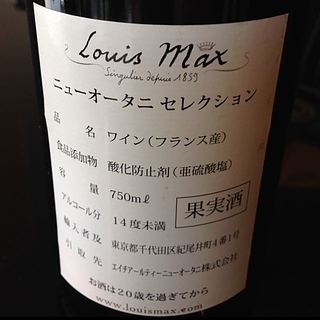 Louis Max
Singulier depuis 1859
ニューオータニ セレクション
品名 ワイン(フランス産)
食品添加物 酸化防止剤(亜硫酸塩)
容量 750mℓ
アルコール分 14度未満
果実酒
輸入者及 東京都千代田区紀尾井町4番1号
引取先 エイチアールティーニューオータニ株式会社
お酒は20歳を過ぎてから
www.louismax.com